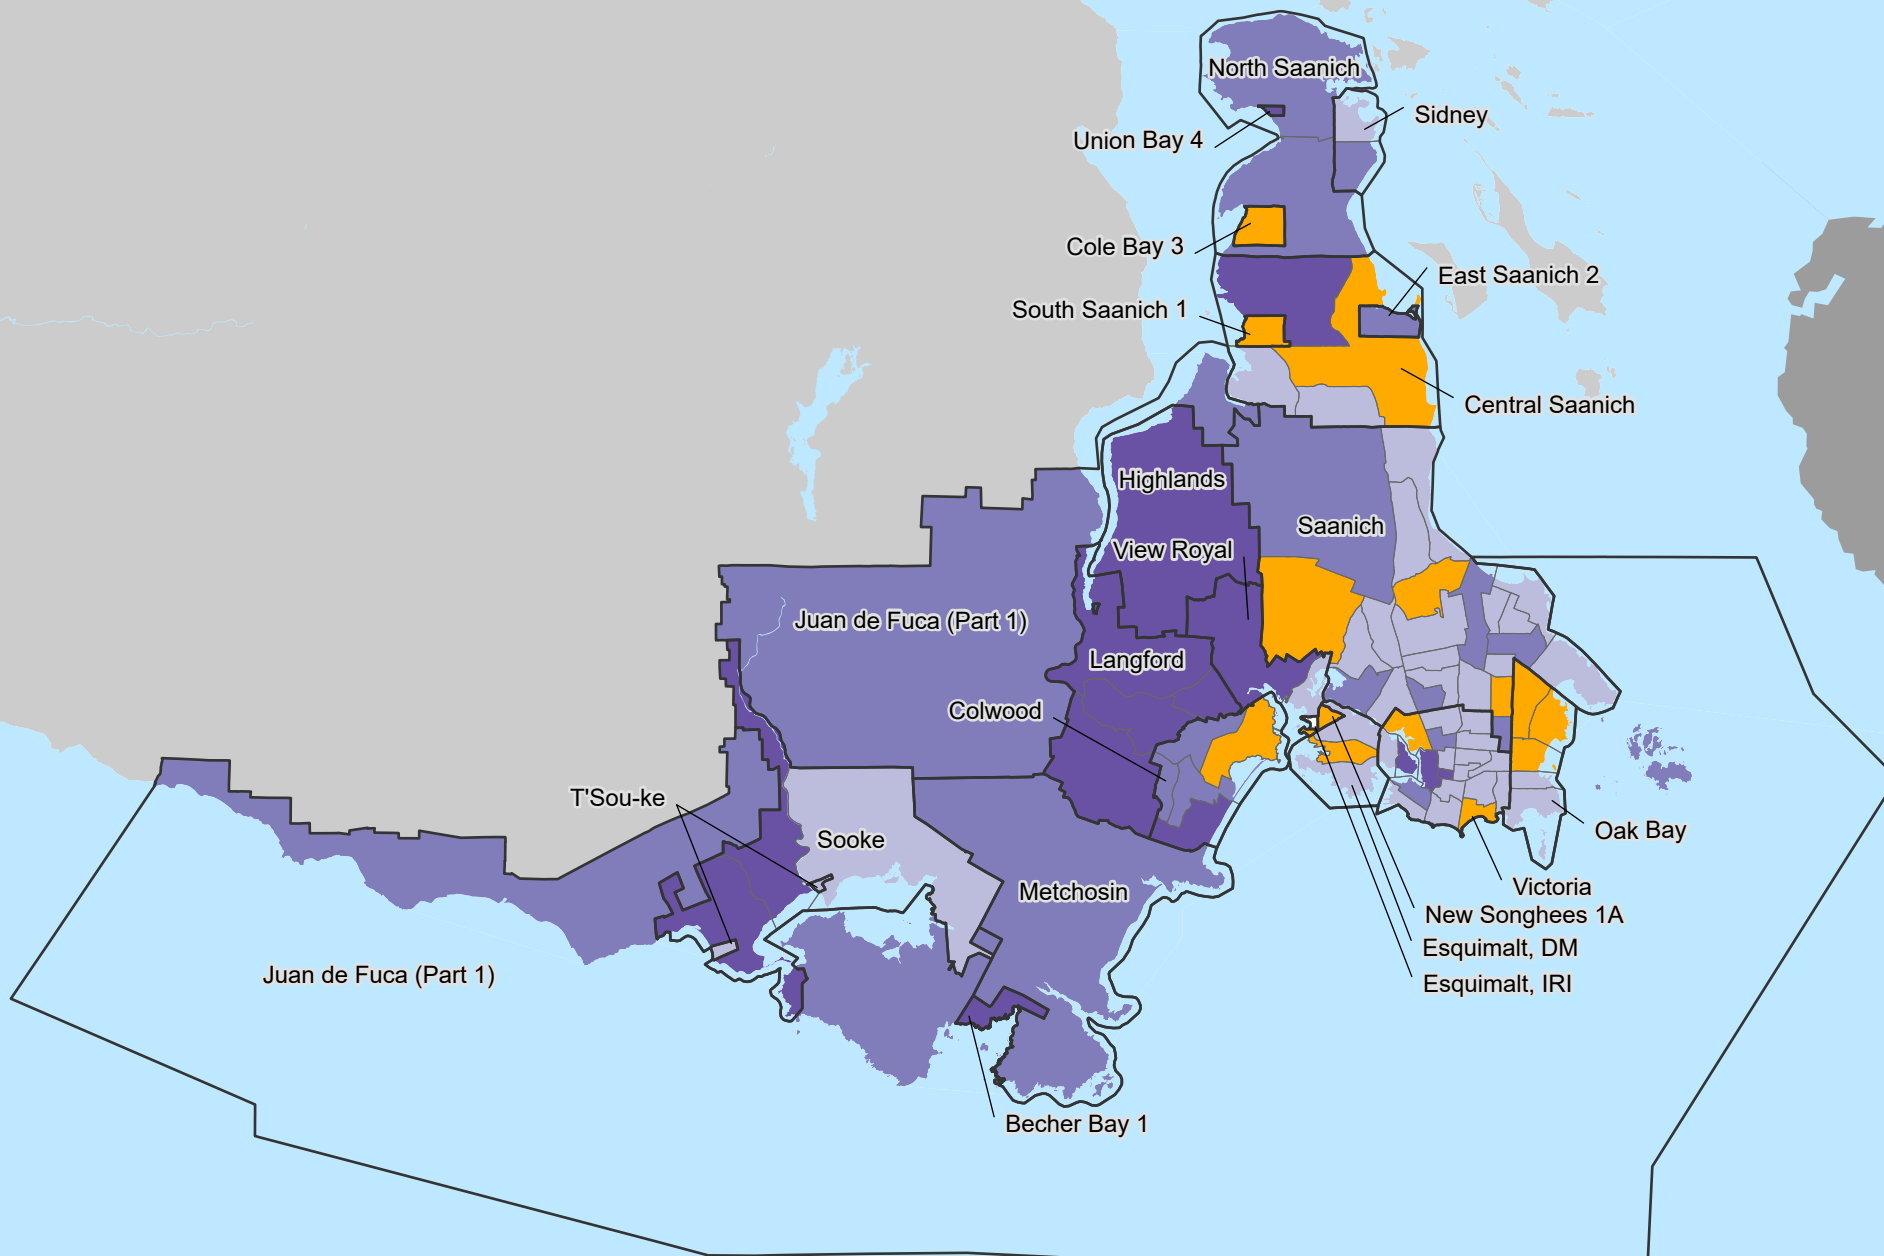 North Saanich
Sidney
Union Bay 4
Cole Bay 3
East Saanich 2
South Saanich 1
Central Saanich
Highlands
Saanich
View Royal
Juan de Fuca (Part 1)
Langford
Colwood
T'Sou-ke
Sooke
Oak Bay
Metchosin
Victoria
New Songhees 1A
Esquimalt, DM
Juan de Fuca (Part 1)
Esquimalt, IRI
Becher Bay 1